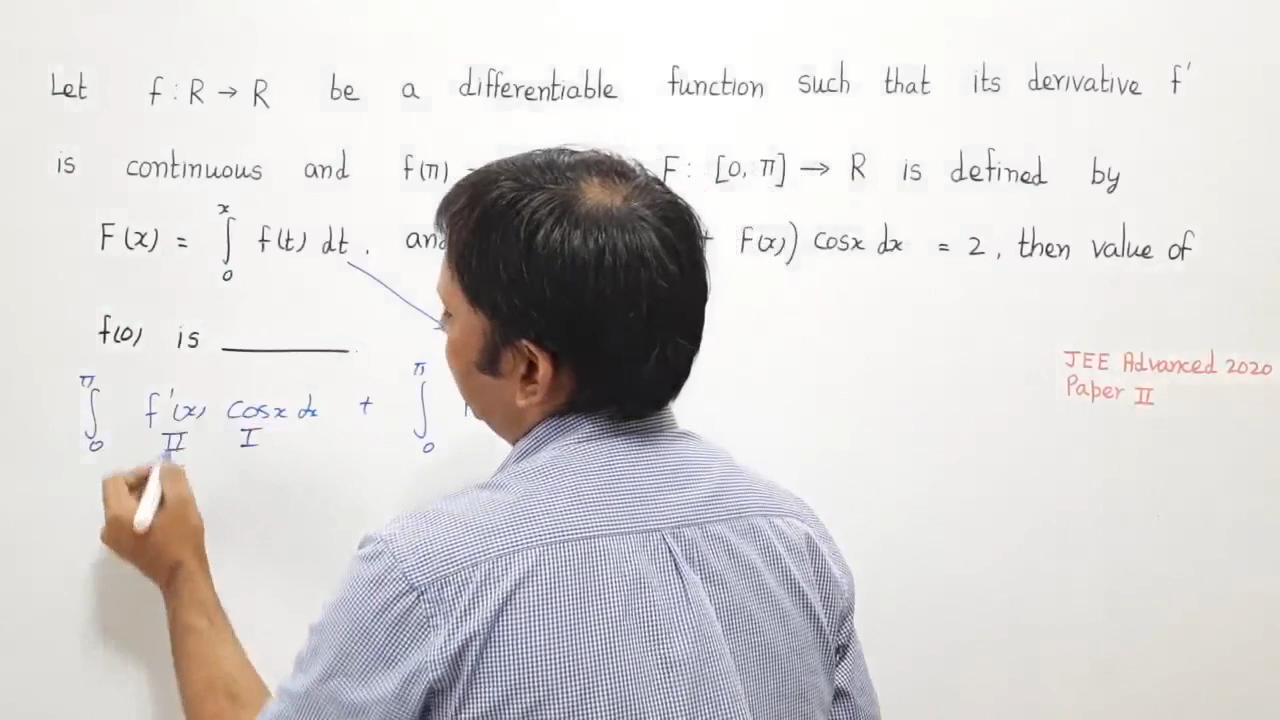 Let f : R → R be a differentiable function such that its derivative f'
is continuous and f(π) F : [0, π] → R is defined by
F(x) = ∫₀ˣ f(t) dt . and F(x)) cosx dx = 2 , then value of
f(0) is ______
∫₀^π f'(x) cosx dx + ∫₀^π
II I
JEE Advanced 2020
Paper II